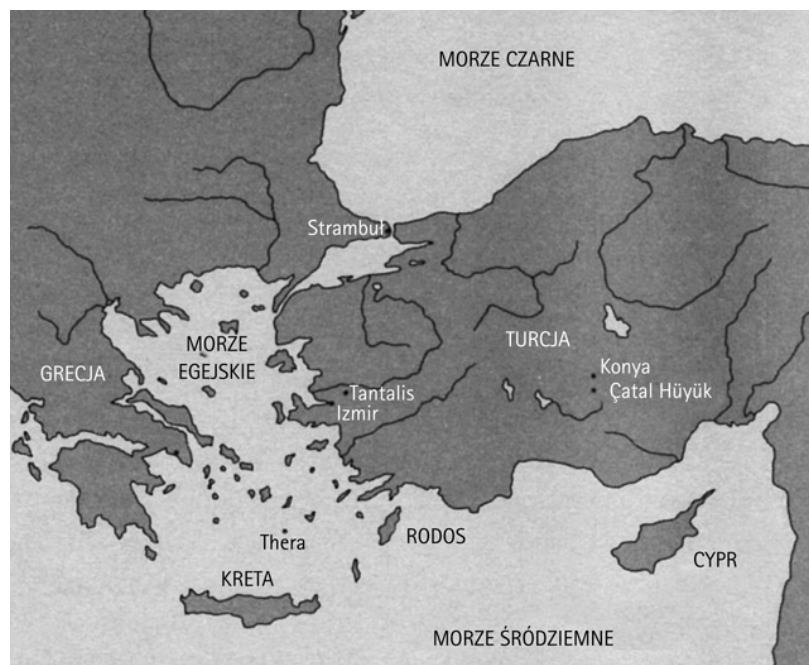 MORZE CZARNE
Strambuł
MORZE
EGEJSKIE
GRECJA
TURCJA
Konya
Çatal Hüyük
Tantalis
Izmir
Thera
RODOS
KRETA
CYPR
MORZE ŚRÓDZIEMNE